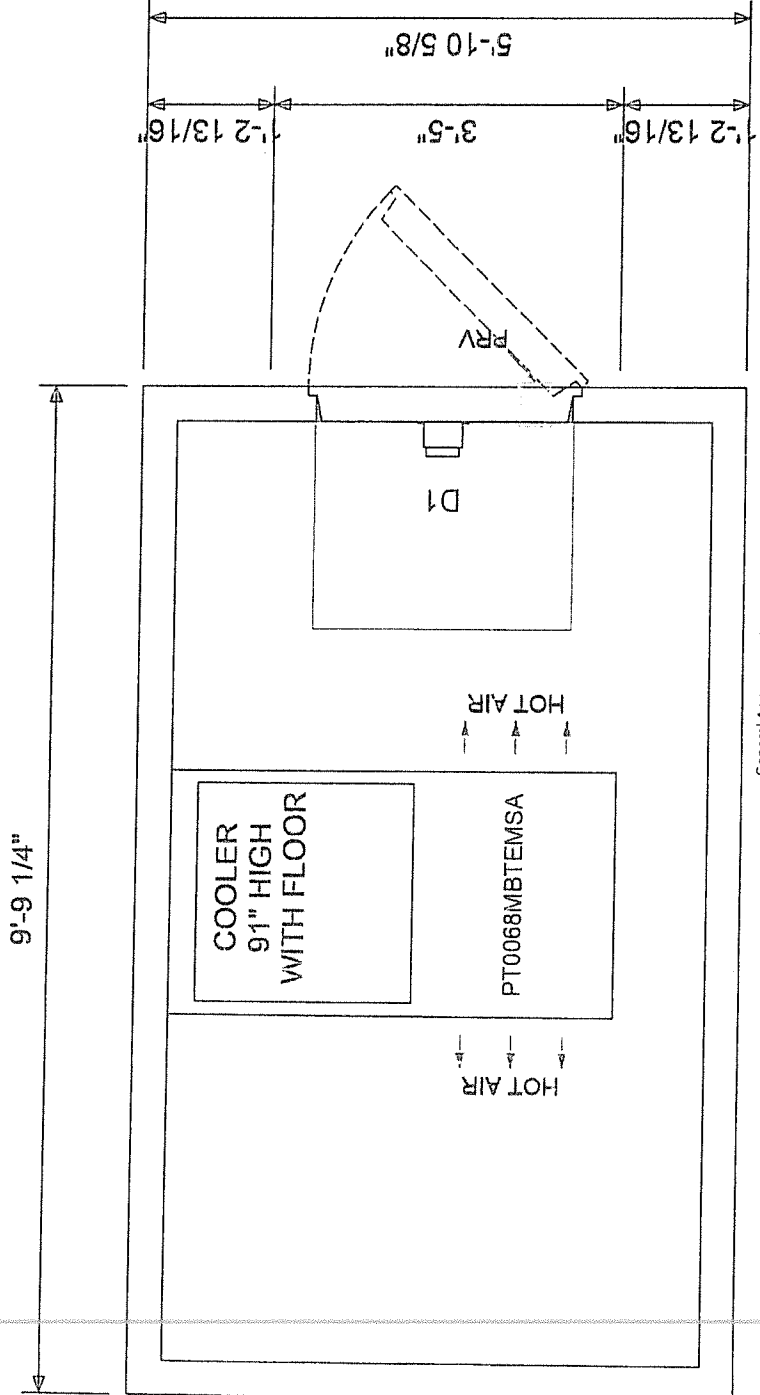 9'-9 1/4"
5'-10 5/8"
1'-2 13/16"
3'-5"
1'-2 13/16"
PRV
D1
HOT AIR
COOLER
91" HIGH
WITH FLOOR
PT0068MBTEMSA
HOT AIR